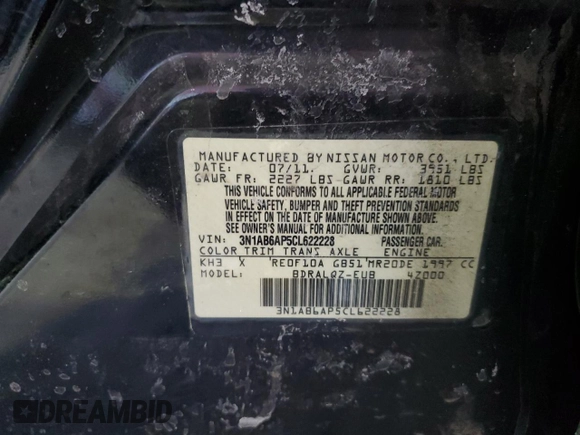 MANUFACTURED BY NISSAN MOTOR CO., LTD.
DATE: 07/11. GVWR: 3951 LBS
GAWR FR: 2227 LBS GAWR RR: 1810 LBS
THIS VEHICLE CONFORMS TO ALL APPLICABLE FEDERAL MOTOR
VEHICLE SAFETY, BUMPER AND THEFT PREVENTION STANDARDS
IN EFFECT ON THE DATE OF MANUFACTURE SHOWN ABOVE.
SEE OWNER'S MANUAL FOR ADDITIONAL INFORMATION.
VIN: 3N1AB6AP5CL622228 PASSENGER CAR.
COLOR TRIM TRANS AXLE ENGINE
KH3 X RE0F10A GB51 MR20DE 1997 CC
MODEL: BDRALQZ-EUB 4Z000
3N1AB6AP5CL622228
DREAMBID